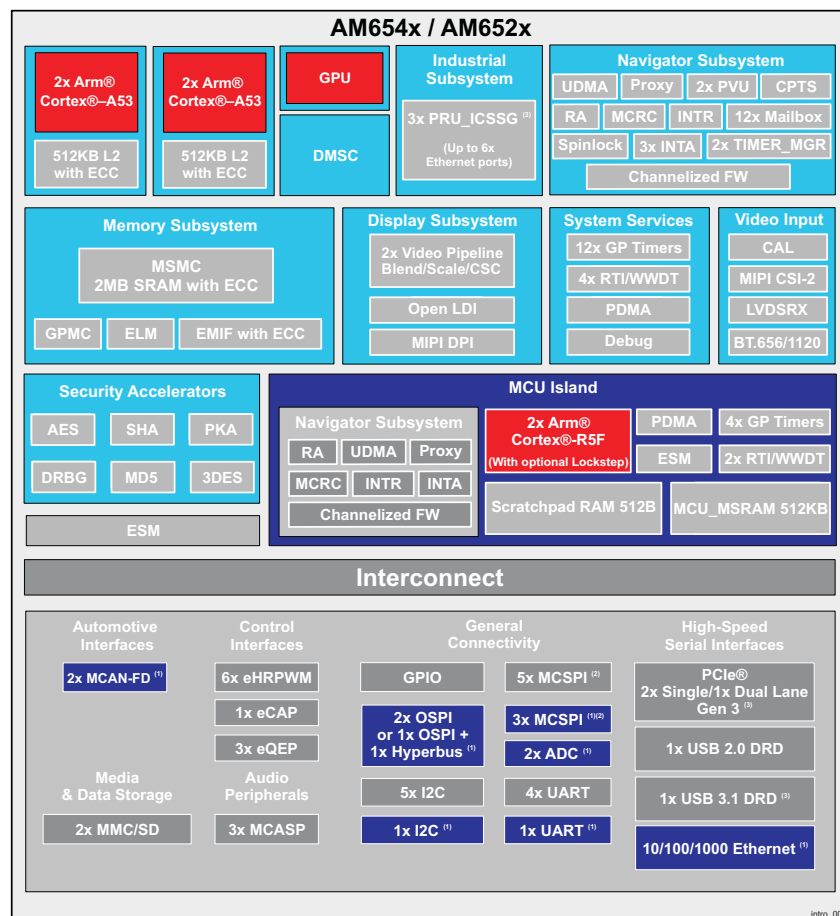 AM654x / AM652x
2x Arm®
Cortex®–A53
512KB L2
with ECC
2x Arm®
Cortex®–A53
512KB L2
with ECC
GPU
DMSC
Industrial
Subsystem
3x PRU_ICSSG (3)
(Up to 6x
Ethernet ports)
Navigator Subsystem
UDMA
Proxy
2x PVU
CPTS
RA
MCRC
INTR
12x Mailbox
Spinlock
3x INTA
2x TIMER_MGR
Channelized FW
Memory Subsystem
MSMC
2MB SRAM with ECC
GPMC
ELM
EMIF with ECC
Display Subsystem
2x Video Pipeline
Blend/Scale/CSC
Open LDI
MIPI DPI
System Services
12x GP Timers
4x RTI/WWDT
PDMA
Debug
Video Input
CAL
MIPI CSI-2
LVDSRX
BT.656/1120
Security Accelerators
AES
SHA
PKA
DRBG
MD5
3DES
ESM
MCU Island
Navigator Subsystem
RA
UDMA
Proxy
MCRC
INTR
INTA
Channelized FW
2x Arm®
Cortex®-R5F
(With optional Lockstep)
PDMA
4x GP Timers
ESM
2x RTI/WWDT
Scratchpad RAM 512B
MCU_MSRAM 512KB
Interconnect
Automotive
Interfaces
2x MCAN-FD (1)
Media
& Data Storage
2x MMC/SD
Control
Interfaces
6x eHRPWM
1x eCAP
3x eQEP
Audio
Peripherals
3x MCASP
General
Connectivity
GPIO
5x MCSPI (2)
2x OSPI
or 1x OSPI +
1x Hyperbus (1)
3x MCSPI (1)(2)
2x ADC (1)
5x I2C
4x UART
1x I2C (1)
1x UART (1)
High-Speed
Serial Interfaces
PCIe®
2x Single/1x Dual Lane
Gen 3 (3)
1x USB 2.0 DRD
1x USB 3.1 DRD (3)
10/100/1000 Ethernet (1)